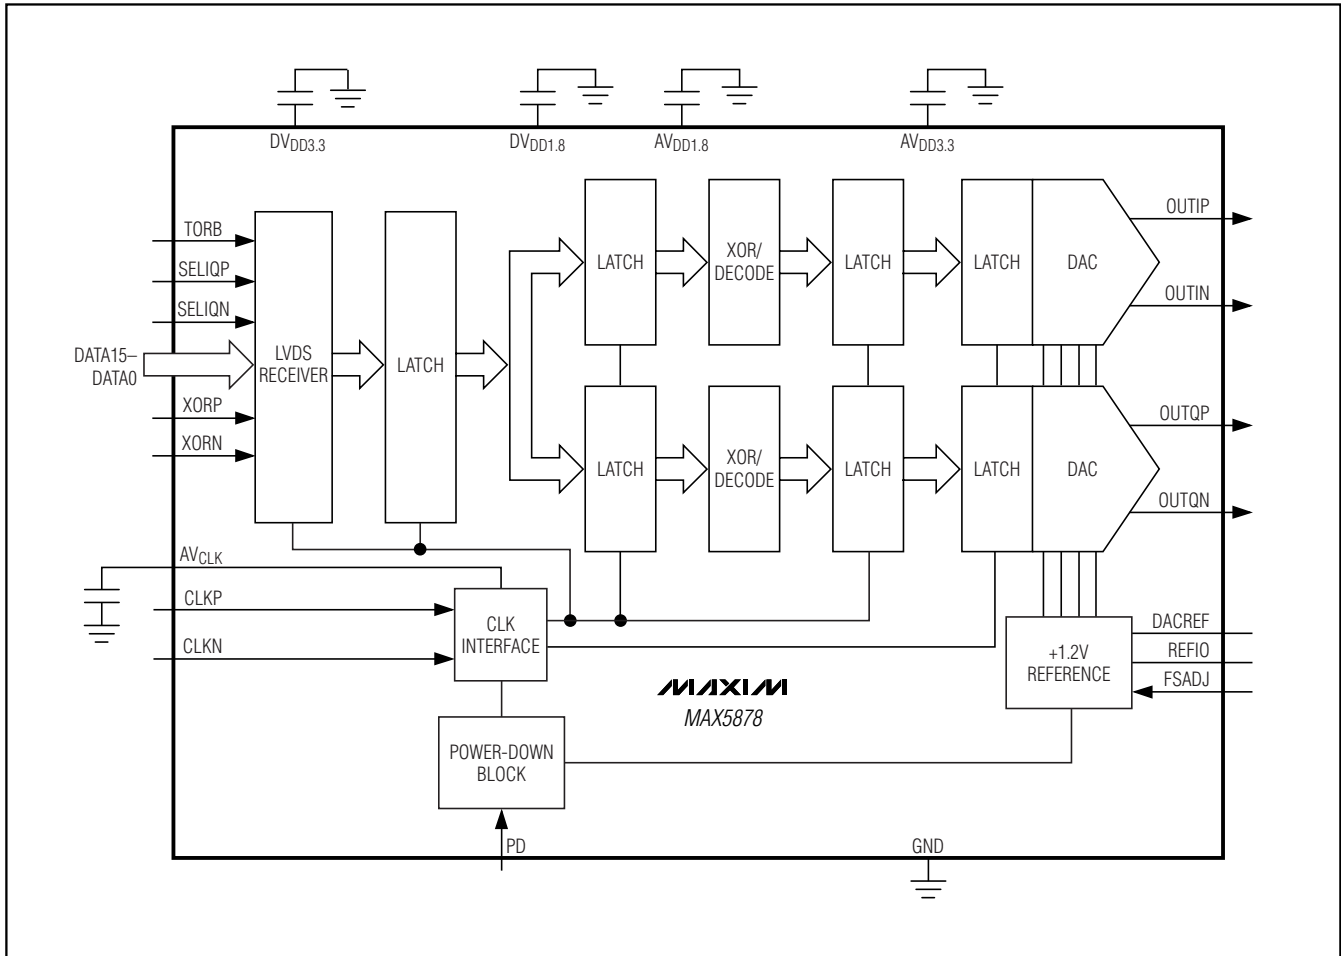 DVDD3.3
DVDD1.8
AVDD1.8
AVDD3.3
TORB
SELIQP
SELIQN
DATA15–
DATA0
XORP
XORN
LVDS
RECEIVER
LATCH
LATCH
XOR/
DECODE
LATCH
LATCH
DAC
OUTIP
OUTIN
LATCH
XOR/
DECODE
LATCH
LATCH
DAC
OUTQP
OUTQN
AVCLK
CLKP
CLKN
CLK
INTERFACE
+1.2V
REFERENCE
DACREF
REFIO
FSADJ
MAXIM
MAX5878
POWER-DOWN
BLOCK
PD
GND